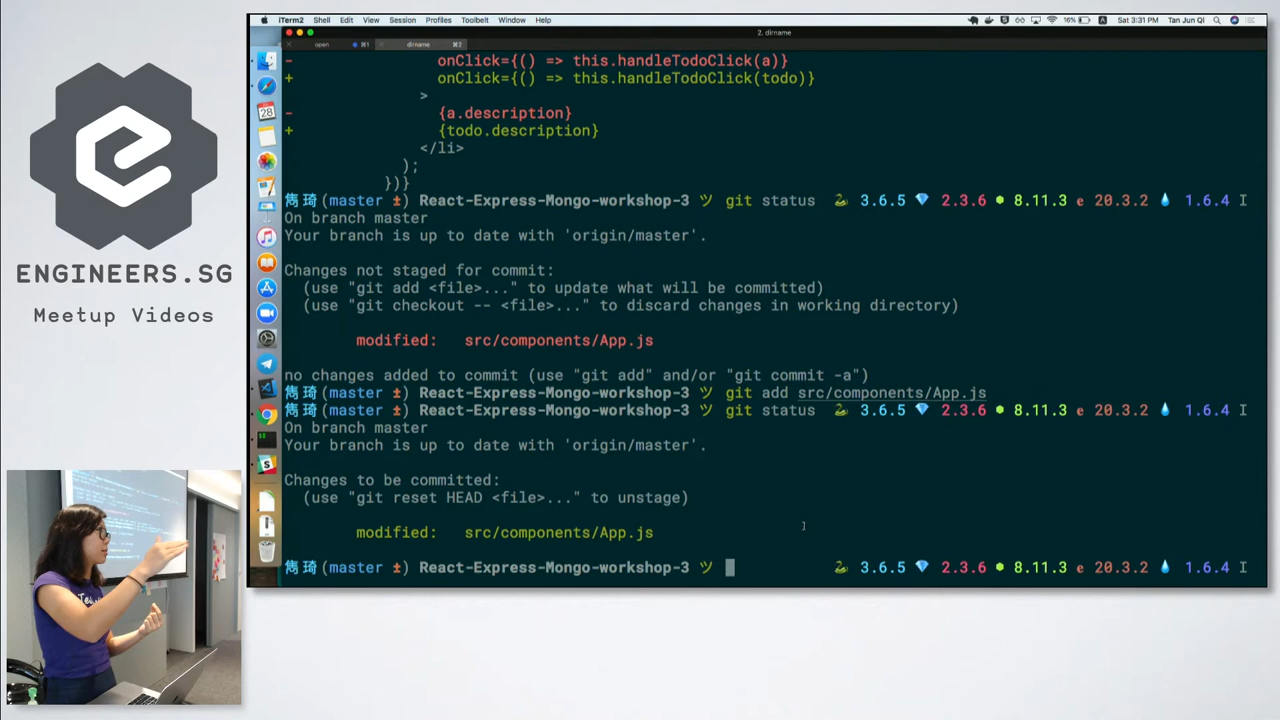 iTerm2 Shell Edit View Session Profiles Toolbelt Window Help 16% Sat 3:31 PM Tan Jun Qi
2. dirname
open ⌘1 dirname ⌘2
- onClick={() => this.handleTodoClick(a)}
+ onClick={() => this.handleTodoClick(todo)}
>
- {a.description}
+ {todo.description}
</li>
);
})}
雋琦(master ±) React-Express-Mongo-workshop-3 ツ git status 🐍 3.6.5 💎 2.3.6 ⬢ 8.11.3 e 20.3.2 💧 1.6.4
On branch master
Your branch is up to date with 'origin/master'.
Changes not staged for commit:
(use "git add <file>..." to update what will be committed)
(use "git checkout -- <file>..." to discard changes in working directory)
modified: src/components/App.js
no changes added to commit (use "git add" and/or "git commit -a")
雋琦(master ±) React-Express-Mongo-workshop-3 ツ git add src/components/App.js
雋琦(master ±) React-Express-Mongo-workshop-3 ツ git status 🐍 3.6.5 💎 2.3.6 ⬢ 8.11.3 e 20.3.2 💧 1.6.4
On branch master
Your branch is up to date with 'origin/master'.
Changes to be committed:
(use "git reset HEAD <file>..." to unstage)
modified: src/components/App.js
雋琦(master ±) React-Express-Mongo-workshop-3 ツ 🐍 3.6.5 💎 2.3.6 ⬢ 8.11.3 e 20.3.2 💧 1.6.4
28
ENGINEERS.SG
Meetup Videos